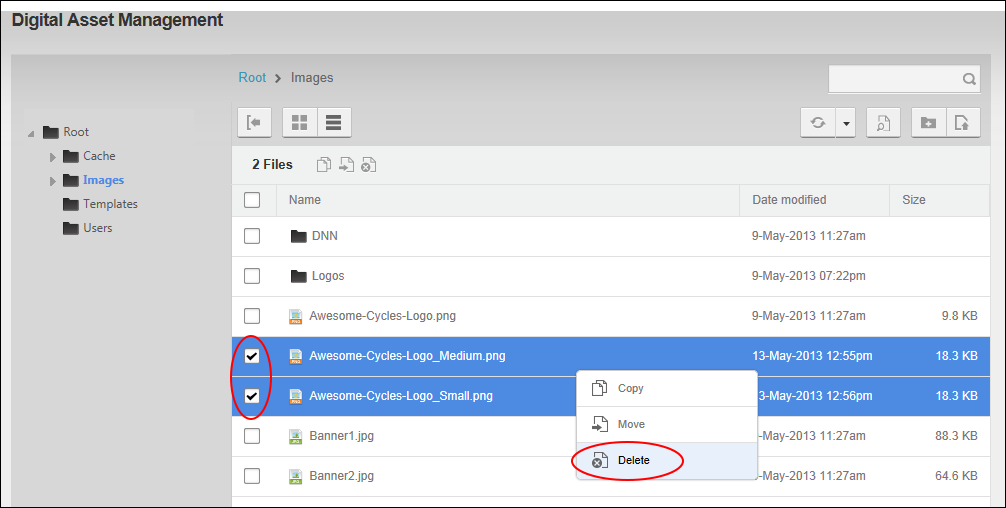 Digital Asset Management
Root > Images
Root
Cache
Images
Templates
Users
2 Files
Name Date modified Size
DNN 9-May-2013 11:27am
Logos 9-May-2013 07:22pm
Awesome-Cycles-Logo.png 9-May-2013 11:27am 9.8 KB
Awesome-Cycles-Logo_Medium.png 13-May-2013 12:55pm 18.3 KB
Awesome-Cycles-Logo_Small.png 3-May-2013 12:56pm 18.3 KB
Copy
Move
Delete
Banner1.jpg -May-2013 11:27am 88.3 KB
Banner2.jpg -May-2013 11:27am 64.6 KB